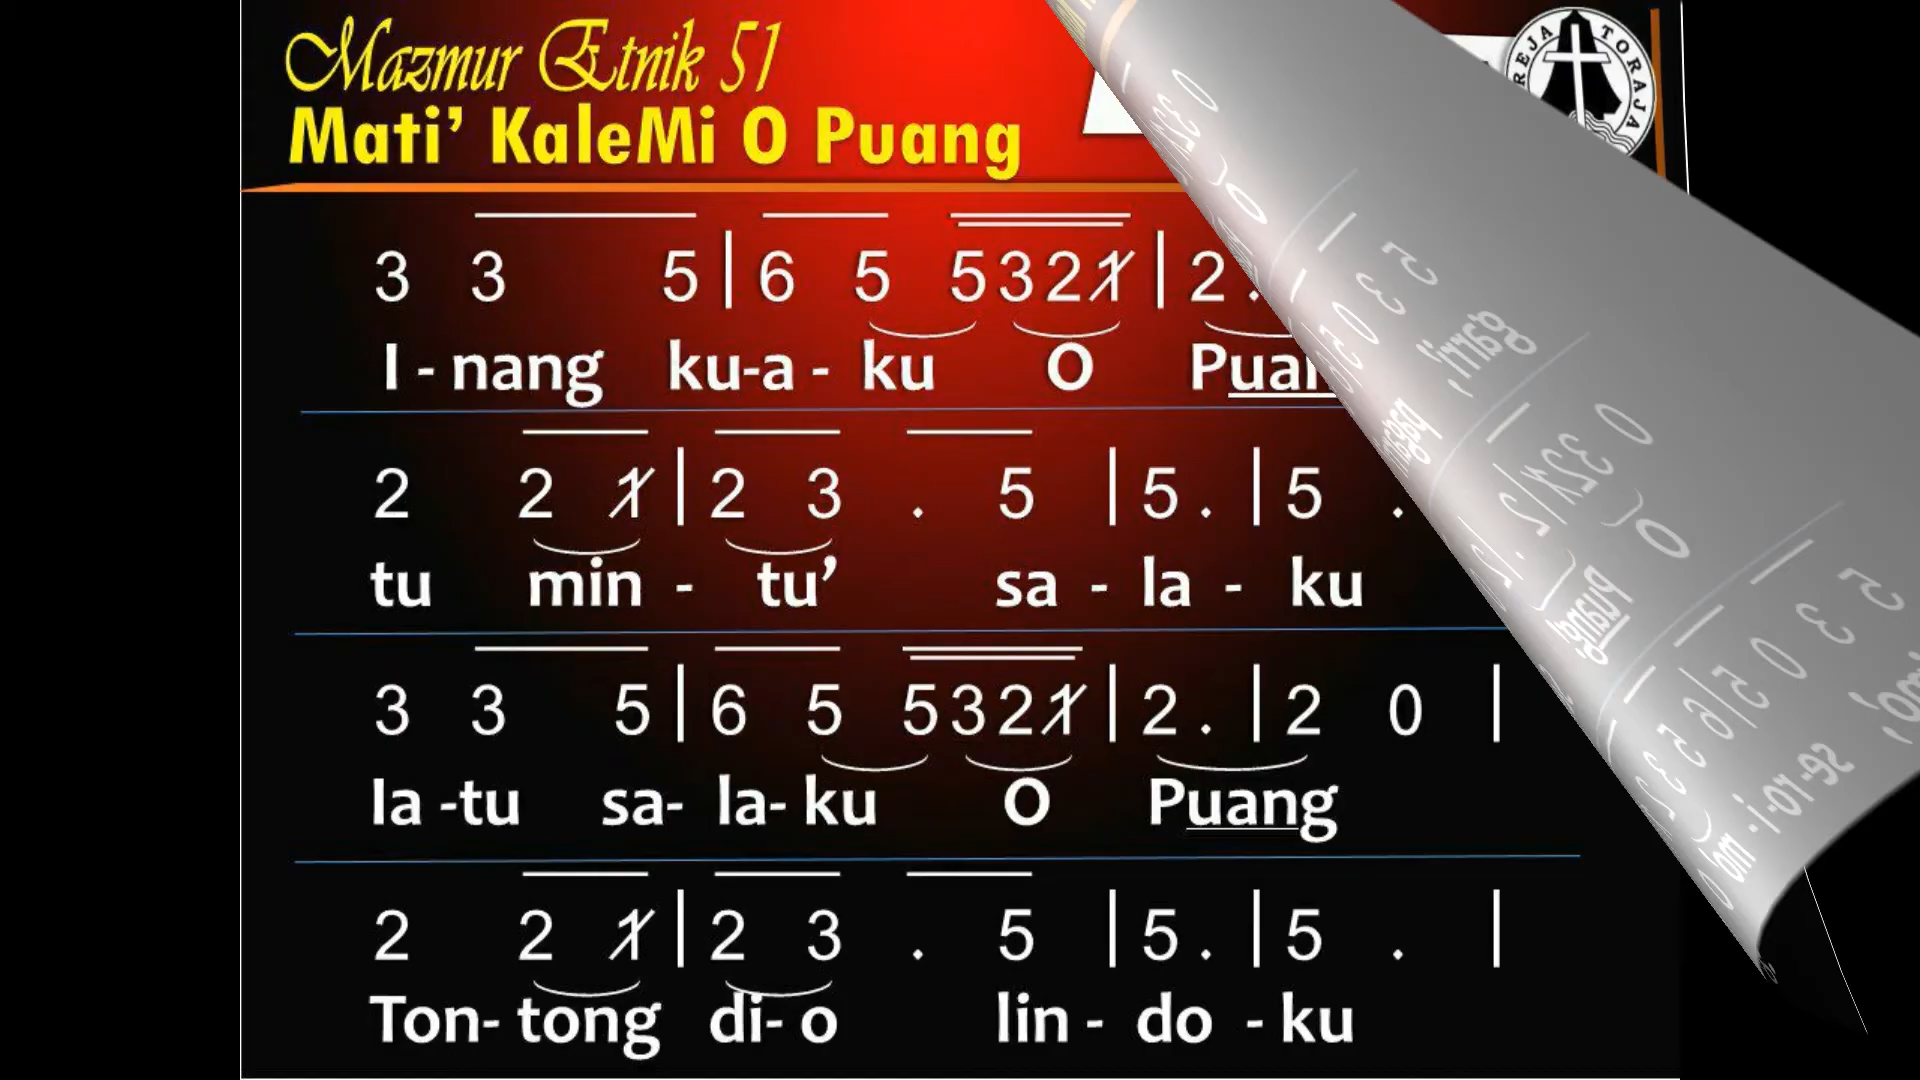 Mazmur Etnik 51
Mati’ KaleMi O Puang
REJA TORAJA
3 3 5 | 6 5 5 3 2 1 | 2 .
I - nang ku-a - ku O
2 2 1 | 2 3 . 5 | 5 . | 5 .
tu min - tu’ sa - la - ku
3 3 5 | 6 5 5 3 2 1 | 2 . | 2 0 |
la -tu sa- la- ku O Puang
2 2 1 | 2 3 . 5 | 5 . | 5 . |
Ton- tong di- o lin - do - ku